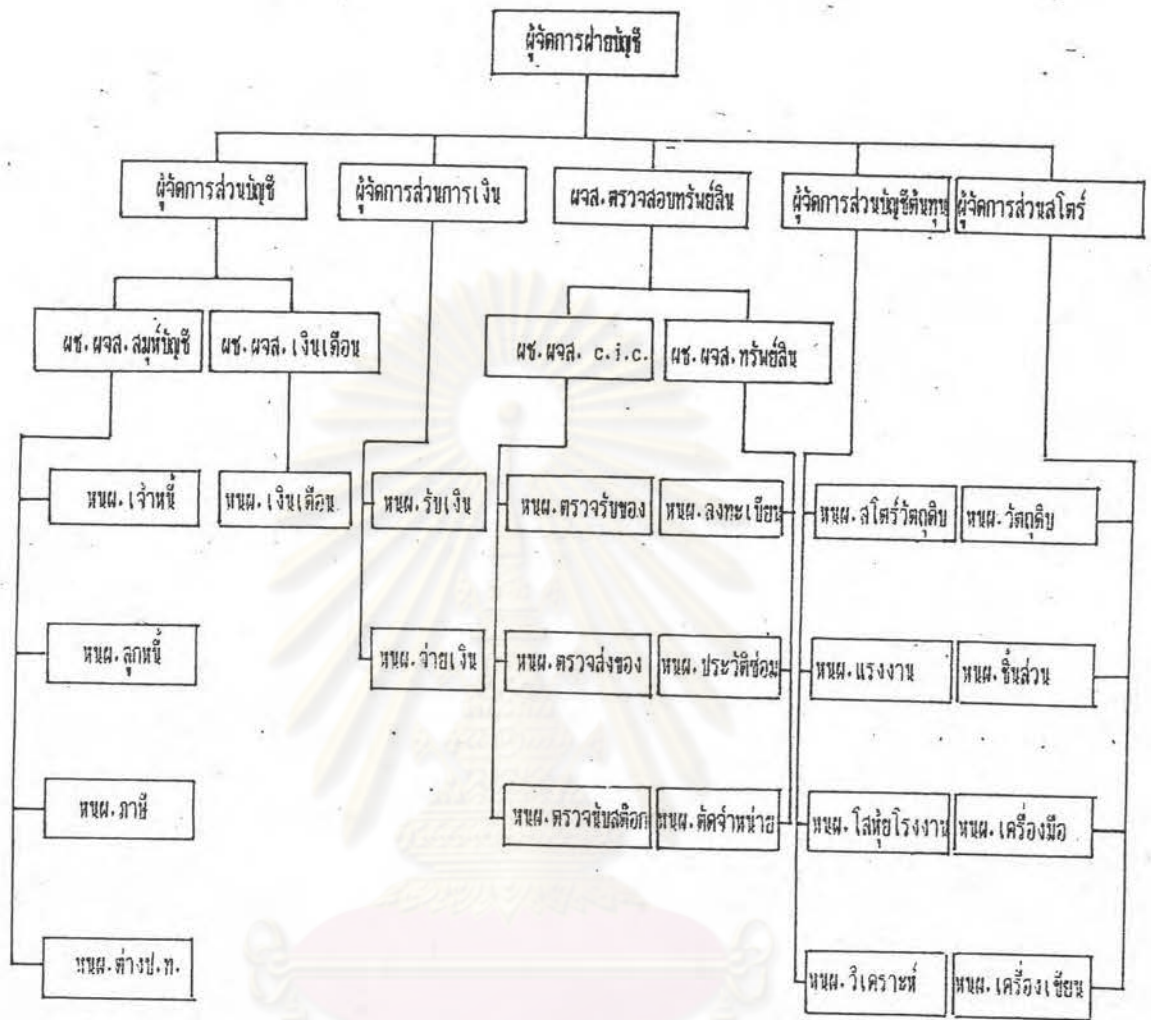 ผู้จัดการฝ่ายบัญชี
ผู้จัดการส่วนบัญชี
ผู้จัดการส่วนการเงิน
ผจส.ตรวจสอบทรัพย์สิน
ผู้จัดการส่วนบัญชีต้นทุน
ผู้จัดการส่วนสโตร์
ผช.ผจส.สมุห์บัญชี
ผช.ผจส.เงินเดือน
ผช.ผจส. c.i.c.
ผช.ผจส.ทรัพย์สิน
หนผ.เจ้าหนี้
หนผ.เงินเดือน
หนผ.รับเงิน
หนผ.ตรวจรับของ
หนผ.ลงทะเบียน
หนผ.สโตร์วัตถุดิบ
หนผ.วัตถุดิบ
หนผ.ลูกหนี้
หนผ.จ่ายเงิน
หนผ.ตรวจส่งของ
หนผ.ประวัติซ่อม
หนผ.แรงงาน
หนผ.ชิ้นส่วน
หนผ.ภาษี
หนผ.ตรวจนับสต๊อก
หนผ.ตัดจำหน่าย
หนผ.โสหุ้ยโรงงาน
หนผ.เครื่องมือ
หนผ.ต่างป.ท.
หนผ.วิเคราะห์
หนผ.เครื่องเขียน